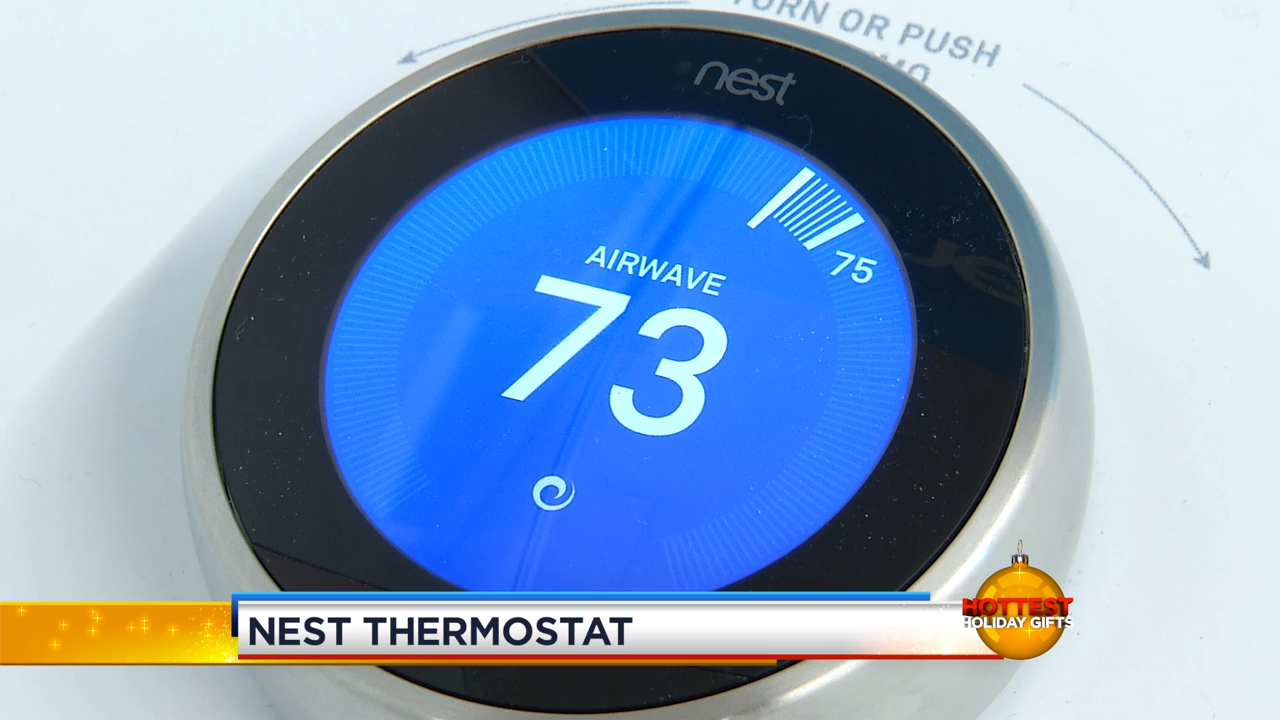 TURN OR PUSH
nest
AIRWAVE
73
75
NEST THERMOSTAT
HOTTEST
HOLIDAY GIFTS